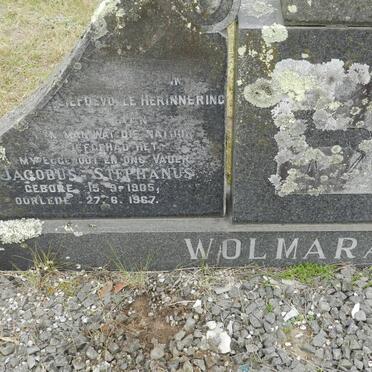 IN
LIEFDEVOLLE HERINNERING
AAN
'N MAN WAT DIE NATUUR
LIEFGEHAD HET
MY EGGENOOT EN ONS VADER
JACOBUS STEPHANUS
GEBORE 15.9.1905,
OORLEDE 27.6.1967.
WOLMARA